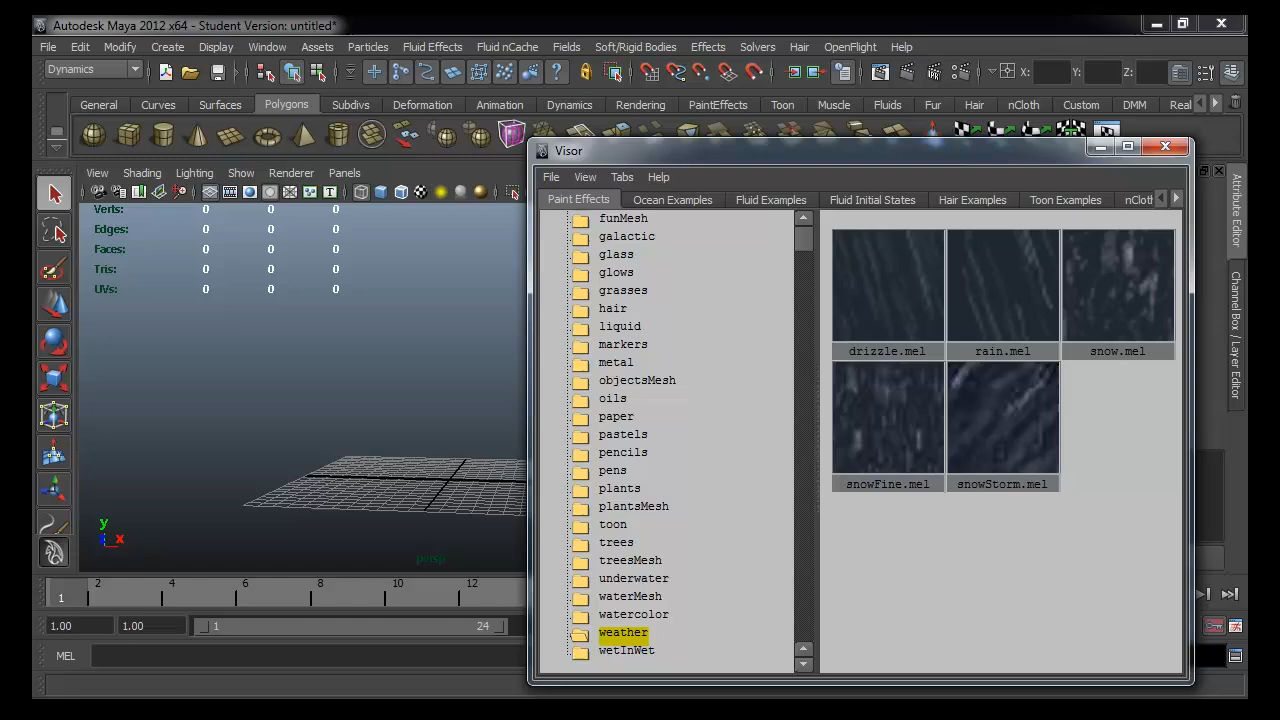 Autodesk Maya 2012 x64 - Student Version: untitled*
File Edit Modify Create Display Window Assets Particles Fluid Effects Fluid nCache Fields Soft/Rigid Bodies Effects Solvers Hair OpenFlight Help
Dynamics X: Y: Z:
General Curves Surfaces Polygons Subdivs Deformation Animation Dynamics Rendering PaintEffects Toon Muscle Fluids Fur Hair nCloth Custom DMM Real
View Shading Lighting Show Renderer Panels
Verts: 0 0 0
Edges: 0 0 0
Faces: 0 0 0
Tris: 0 0 0
UVs: 0 0 0
y
x
persp
Visor
File View Tabs Help
Paint Effects Ocean Examples Fluid Examples Fluid Initial States Hair Examples Toon Examples nCloth
funMesh
galactic
glass
glows
grasses
hair
liquid
markers
metal
objectsMesh
oils
paper
pastels
pencils
pens
plants
plantsMesh
toon
trees
treesMesh
underwater
waterMesh
watercolor
weather
wetInWet
drizzle.mel rain.mel snow.mel
snowFine.mel snowStorm.mel
Attribute Editor
Channel Box / Layer Editor
1 2 4 6 8 10 12
1.00 1.00 1 24
MEL